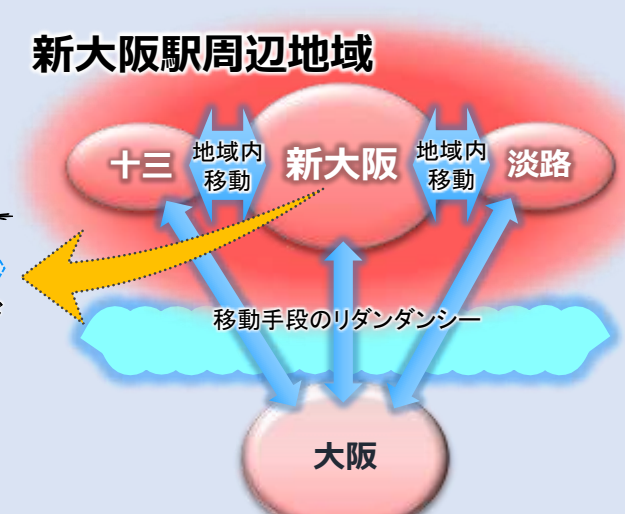 新大阪駅周辺地域
十三
地域内
移動
新大阪
地域内
移動
淡路
移動手段のリダンダンシー
大阪